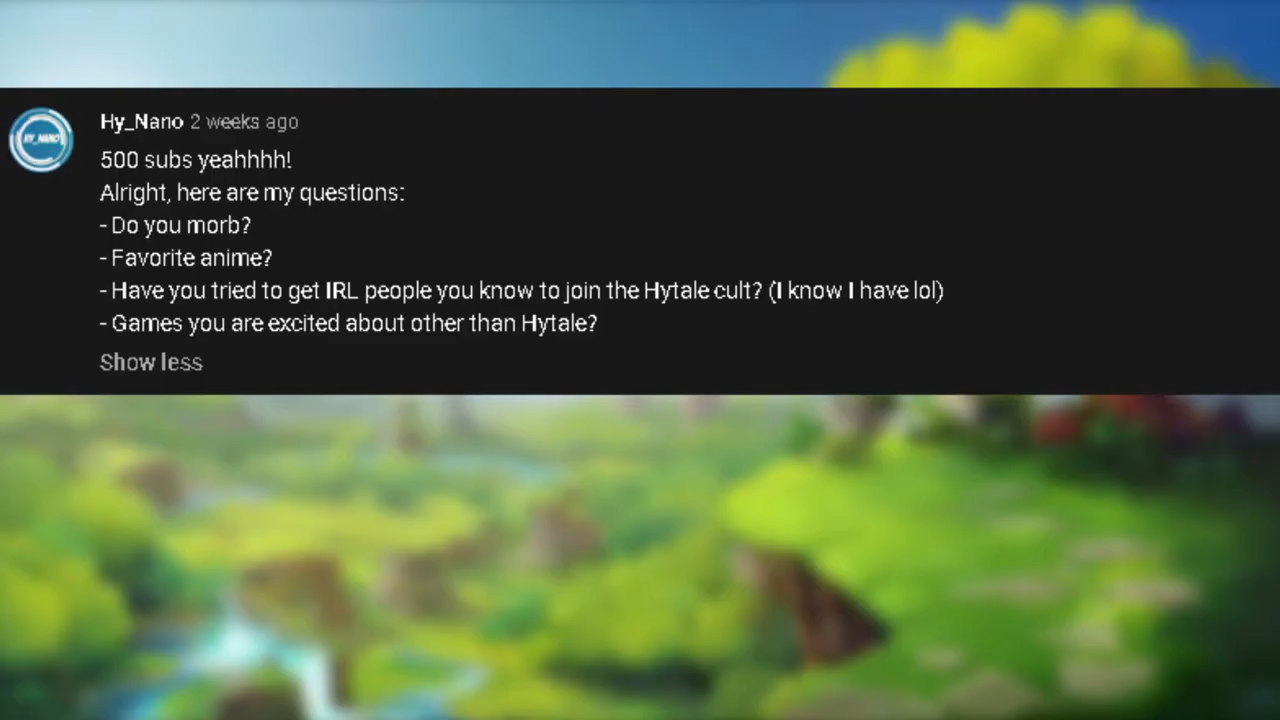 Hy_Nano 2 weeks ago
HY_NANO
500 subs yeahhhh!
Alright, here are my questions:
- Do you morb?
- Favorite anime?
- Have you tried to get IRL people you know to join the Hytale cult? (I know I have lol)
- Games you are excited about other than Hytale?
Show less